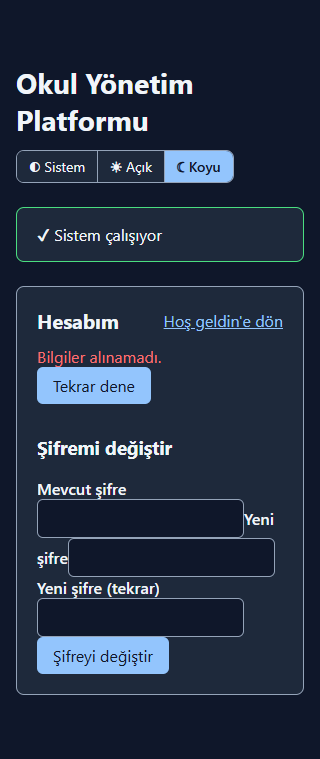 Okul Yönetim
Platformu
◐ Sistem ☀ Açık ☾ Koyu
✓ Sistem çalışıyor
Hesabım Hoş geldin'e dön
Bilgiler alınamadı.
Tekrar dene
Şifremi değiştir
Mevcut şifre
Yeni
şifre
Yeni şifre (tekrar)
Şifreyi değiştir